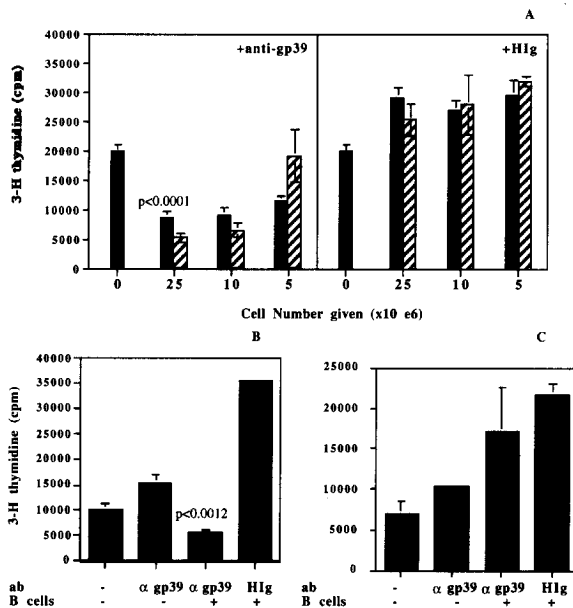 A
+anti-gp39 +HIg
3-H thymidine (cpm)
40000
35000
30000
25000
20000
15000
10000
5000
0
p<0.0001
0 25 10 5 0 25 10 5
Cell Number given (x10 e6)
B
3-H thymidine (cpm)
40000
35000
30000
25000
20000
15000
10000
5000
0
p<0.0012
ab - α gp39 α gp39 HIg
B cells - - + +
C
25000
20000
15000
10000
5000
0
- α gp39 α gp39 HIg
- - + +